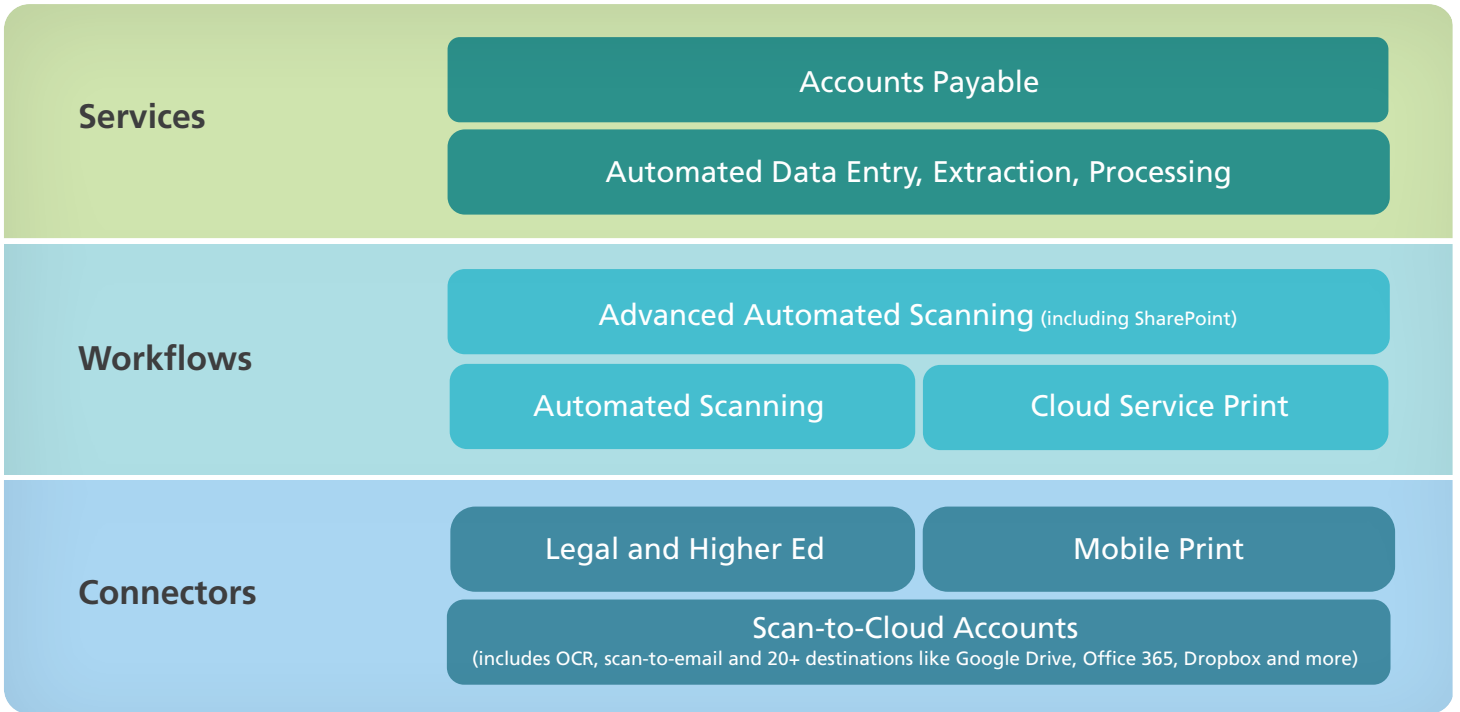 Services
Accounts Payable
Automated Data Entry, Extraction, Processing
Workflows
Advanced Automated Scanning (including SharePoint)
Automated Scanning
Cloud Service Print
Connectors
Legal and Higher Ed
Mobile Print
Scan-to-Cloud Accounts
(includes OCR, scan-to-email and 20+ destinations like Google Drive, Office 365, Dropbox and more)